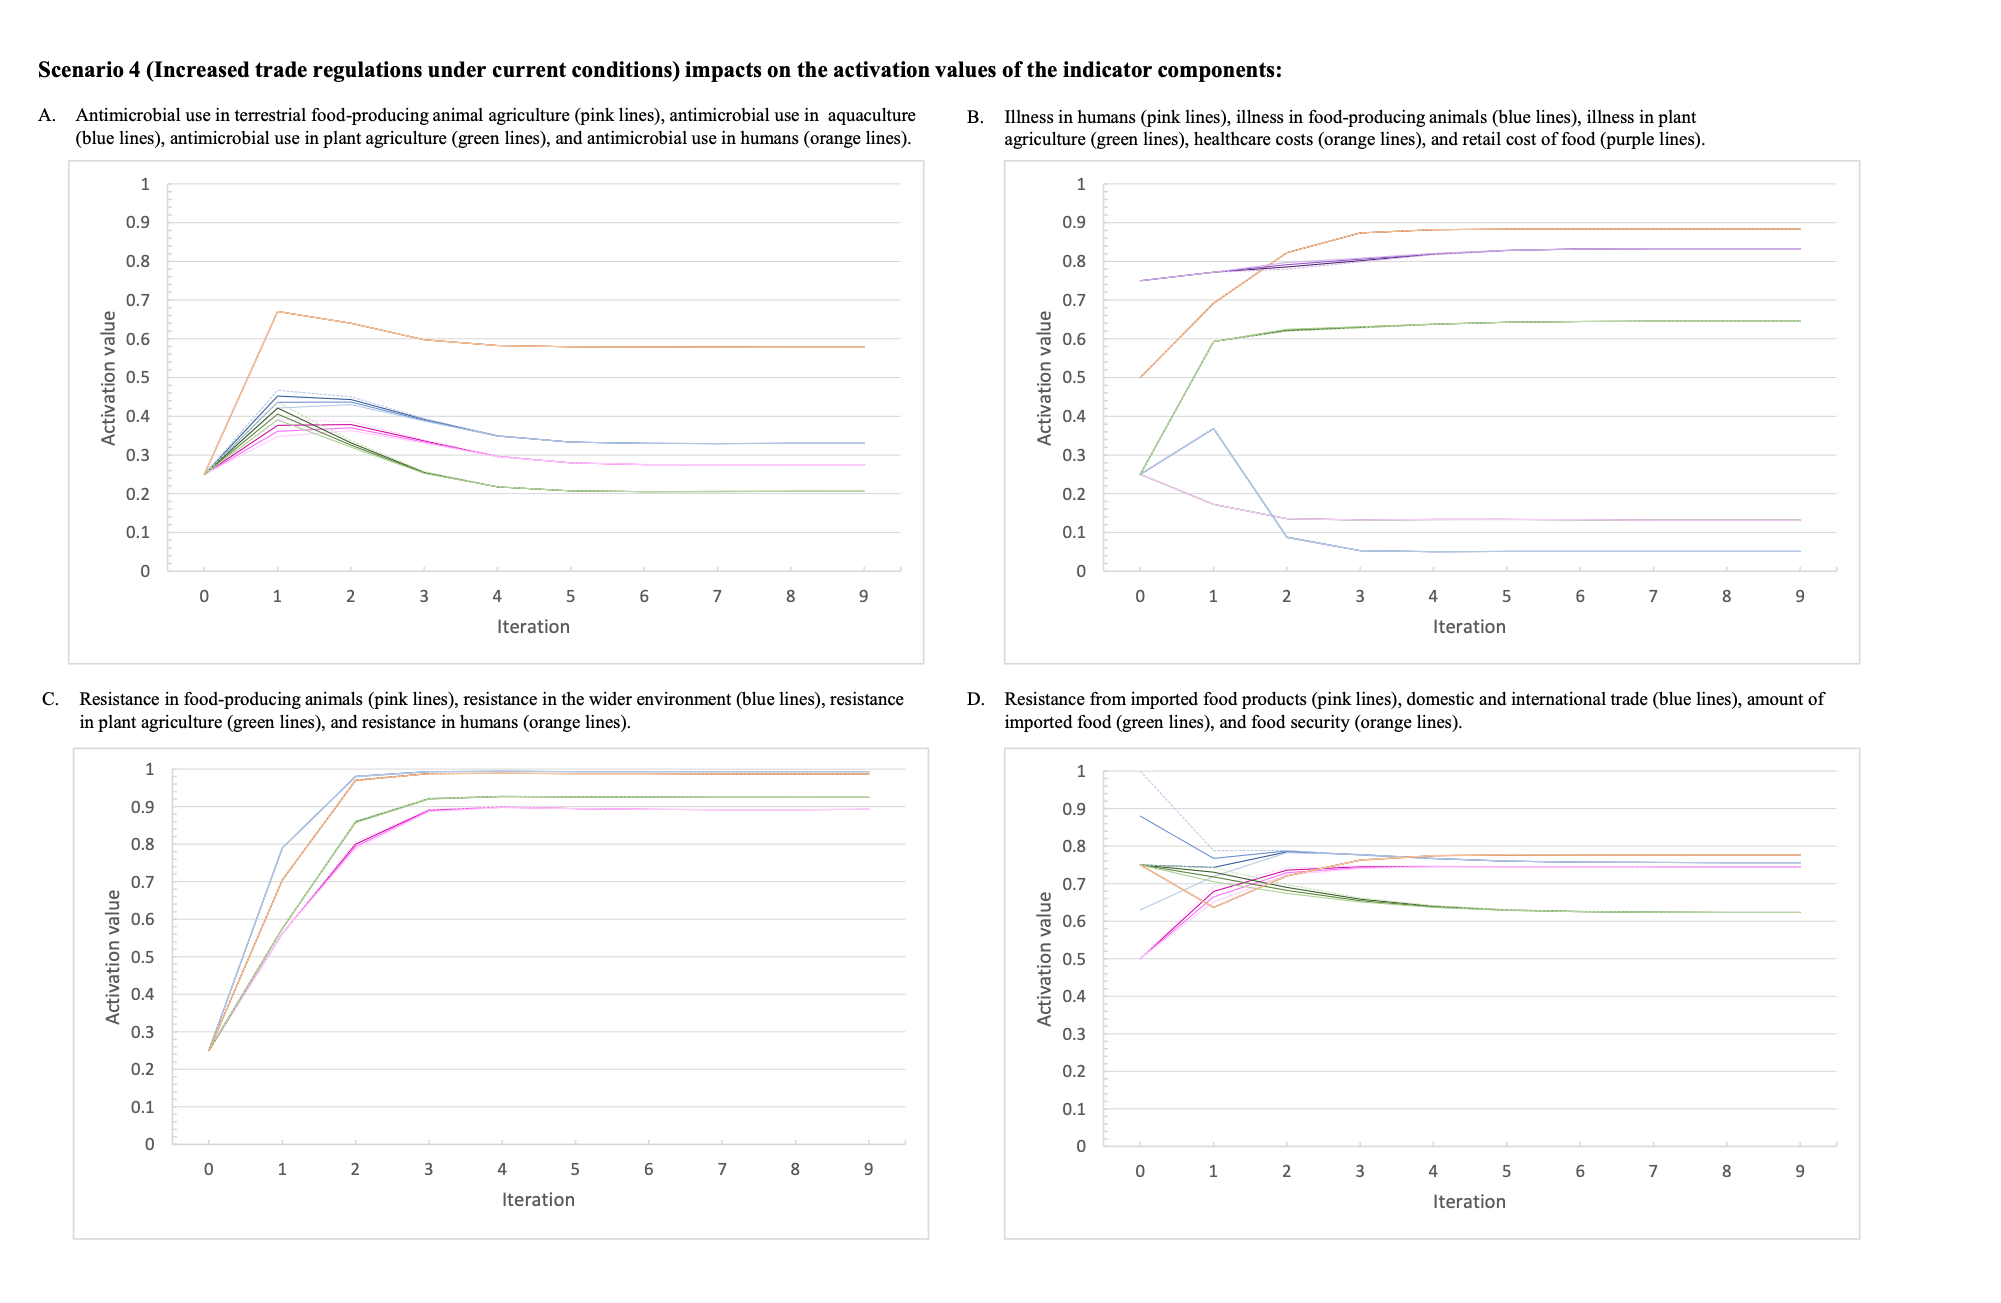 Scenario 4 (Increased trade regulations under current conditions) impacts on the activation values of the indicator components:
A. Antimicrobial use in terrestrial food-producing animal agriculture (pink lines), antimicrobial use in aquaculture
(blue lines), antimicrobial use in plant agriculture (green lines), and antimicrobial use in humans (orange lines).
1
0.9
0.8
0.7
0.6
0.5
0.4
0.3
0.2
0.1
0
Activation value
0 1 2 3 4 5 6 7 8 9
Iteration
B. Illness in humans (pink lines), illness in food-producing animals (blue lines), illness in plant
agriculture (green lines), healthcare costs (orange lines), and retail cost of food (purple lines).
1
0.9
0.8
0.7
0.6
0.5
0.4
0.3
0.2
0.1
0
Activation value
0 1 2 3 4 5 6 7 8 9
Iteration
C. Resistance in food-producing animals (pink lines), resistance in the wider environment (blue lines), resistance
in plant agriculture (green lines), and resistance in humans (orange lines).
1
0.9
0.8
0.7
0.6
0.5
0.4
0.3
0.2
0.1
0
Activation value
0 1 2 3 4 5 6 7 8 9
Iteration
D. Resistance from imported food products (pink lines), domestic and international trade (blue lines), amount of
imported food (green lines), and food security (orange lines).
1
0.9
0.8
0.7
0.6
0.5
0.4
0.3
0.2
0.1
0
Activation value
0 1 2 3 4 5 6 7 8 9
Iteration